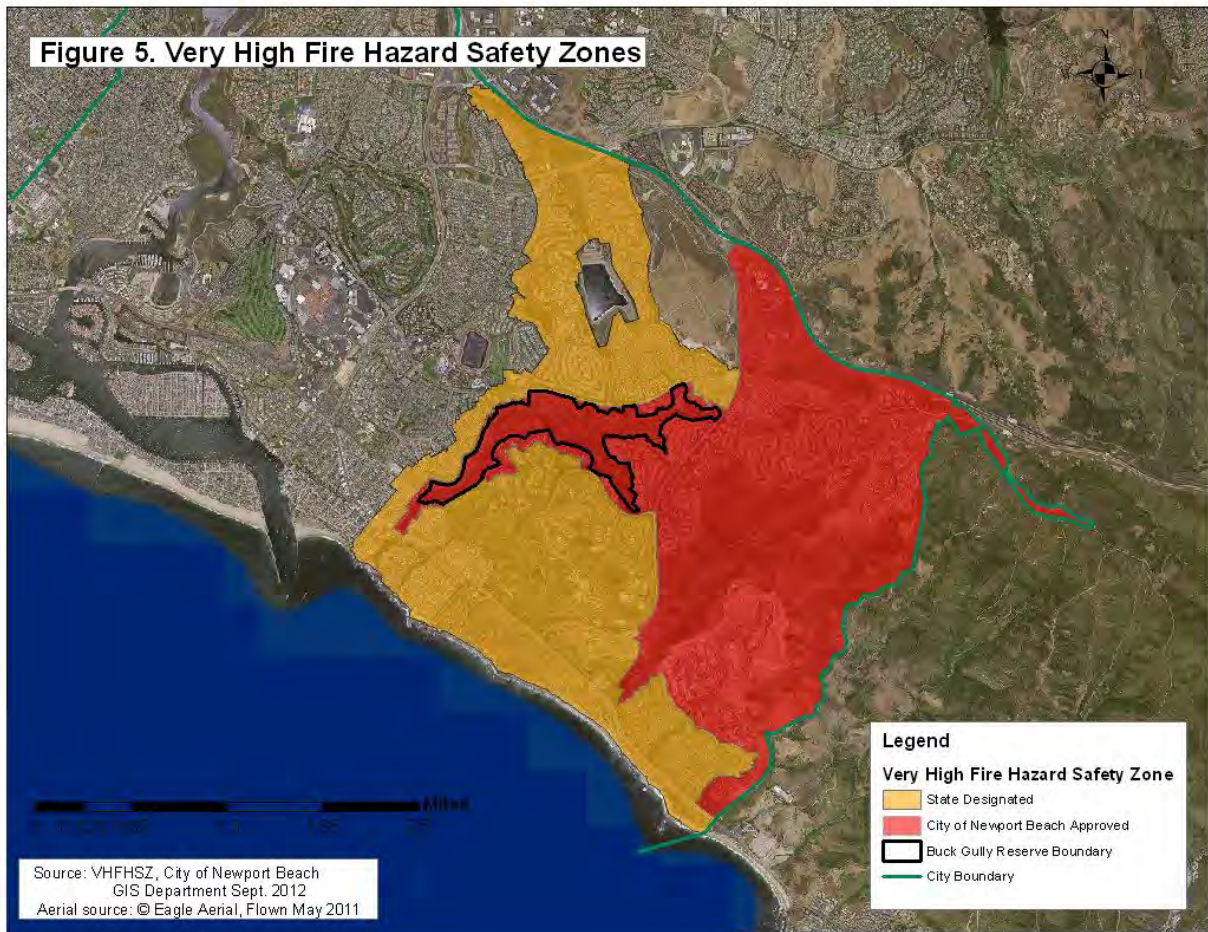 Figure 5. Very High Fire Hazard Safety Zones
N
W
E
S
Legend
Very High Fire Hazard Safety Zone
State Designated
City of Newport Beach Approved
Buck Gully Reserve Boundary
City Boundary
Miles
Source: VHFHSZ, City of Newport Beach
GIS Department Sept. 2012
Aerial source: © Eagle Aerial, Flown May 2011